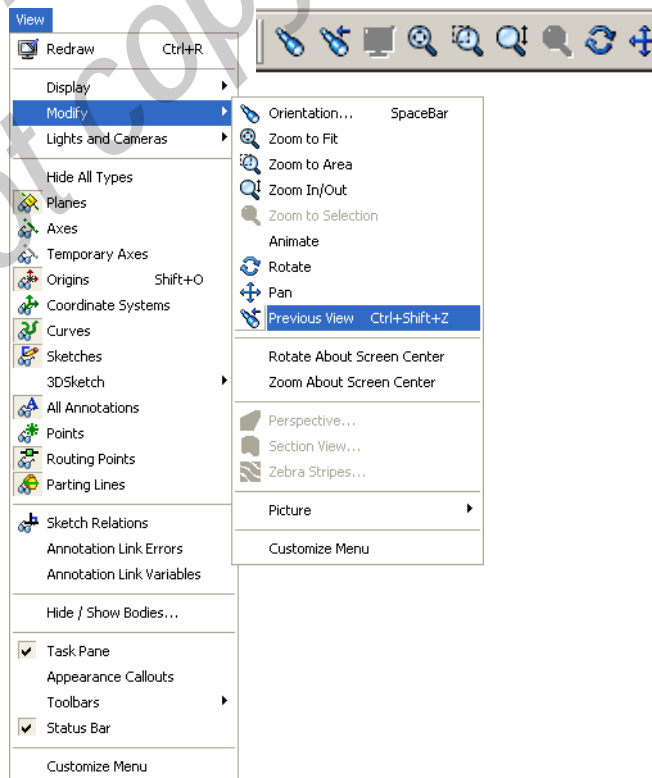 View
Redraw Ctrl+R
Display
Modify
Lights and Cameras
Hide All Types
Planes
Axes
Temporary Axes
Origins Shift+O
Coordinate Systems
Curves
Sketches
3DSketch
All Annotations
Points
Routing Points
Parting Lines
Sketch Relations
Annotation Link Errors
Annotation Link Variables
Hide / Show Bodies...
Task Pane
Appearance Callouts
Toolbars
Status Bar
Customize Menu
Orientation... SpaceBar
Zoom to Fit
Zoom to Area
Zoom In/Out
Zoom to Selection
Animate
Rotate
Pan
Previous View Ctrl+Shift+Z
Rotate About Screen Center
Zoom About Screen Center
Perspective...
Section View...
Zebra Stripes...
Picture
Customize Menu